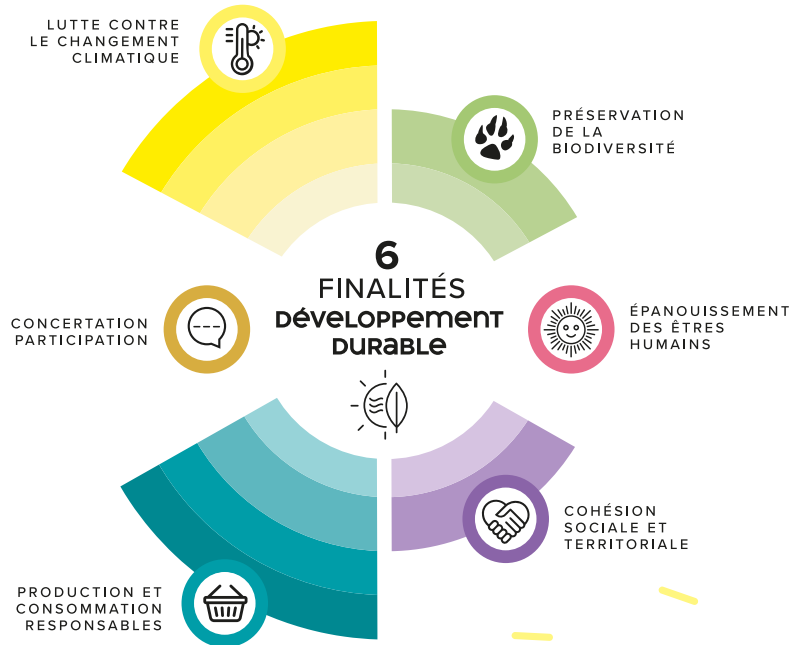 LUTTE CONTRE
LE CHANGEMENT
CLIMATIQUE
PRÉSERVATION
DE LA
BIODIVERSITÉ
6
FINALITÉS
DÉVELOPPEMENT
DURABLE
CONCERTATION
PARTICIPATION
ÉPANOUISSEMENT
DES ÊTRES
HUMAINS
COHÉSION
SOCIALE ET
TERRITORIALE
PRODUCTION ET
CONSOMMATION
RESPONSABLES